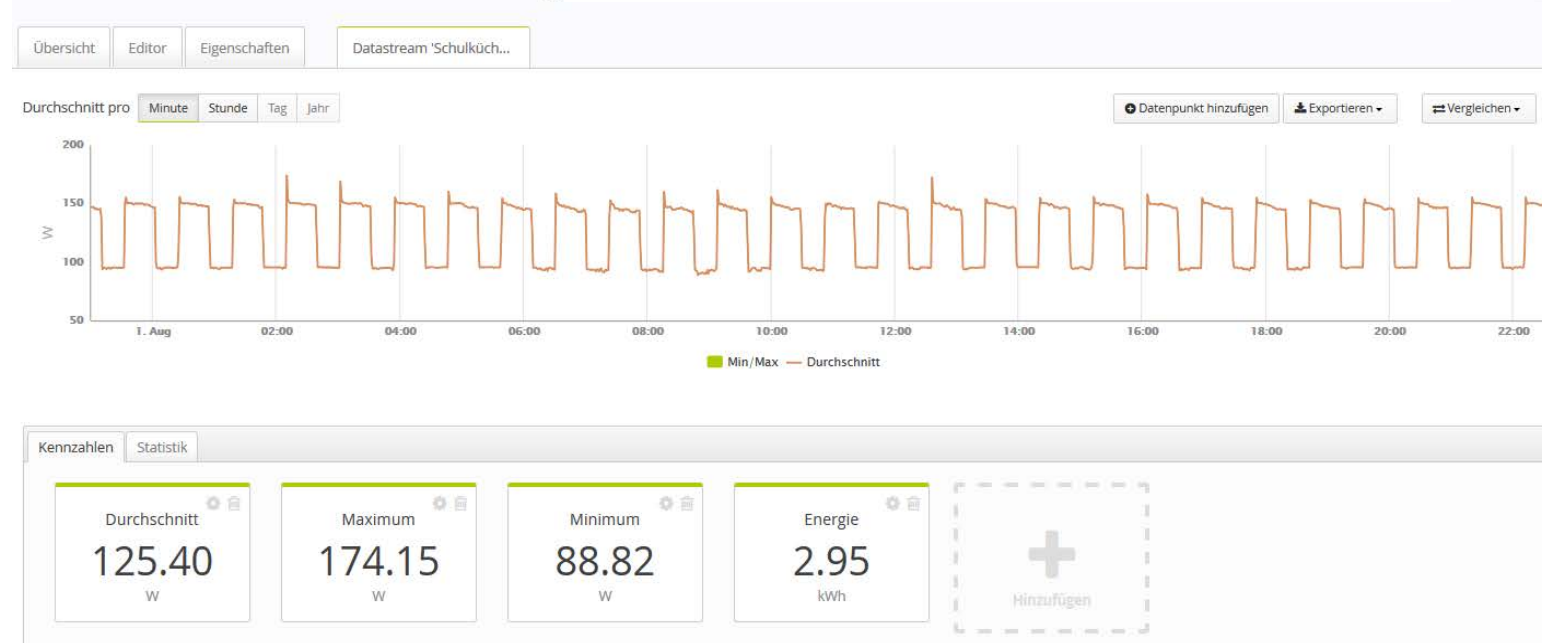 Übersicht Editor Eigenschaften Datastream 'Schulküch...
Durchschnitt pro Minute Stunde Tag Jahr Datenpunkt hinzufügen Exportieren Vergleichen
200
150
W
100
50
1. Aug 02:00 04:00 06:00 08:00 10:00 12:00 14:00 16:00 18:00 20:00 22:00
Min/Max Durchschnitt
Kennzahlen Statistik
Durchschnitt Maximum Minimum Energie
125.40 174.15 88.82 2.95
W W W kWh
Hinzufügen